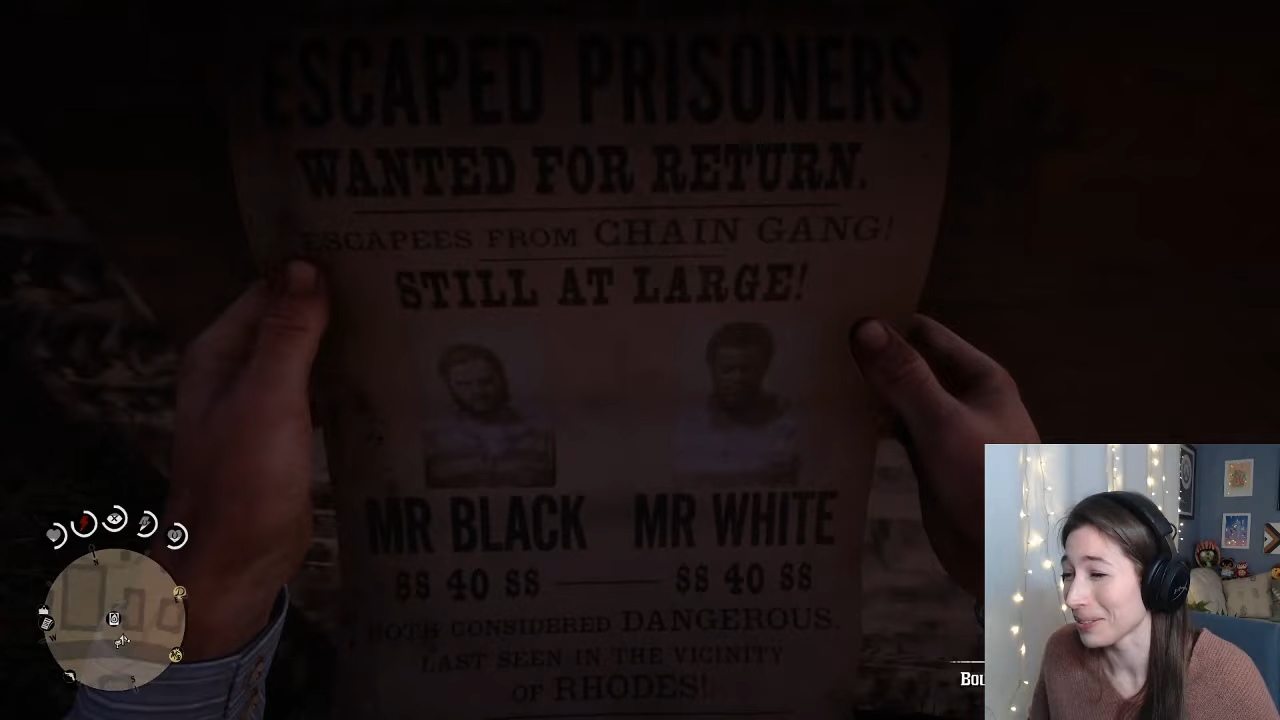 ESCAPED PRISONERS
WANTED FOR RETURN.
ESCAPEES FROM CHAIN GANG!
STILL AT LARGE!
MR BLACK MR WHITE
$$ 40 $$ $$ 40 $$
BOTH CONSIDERED DANGEROUS.
LAST SEEN IN THE VICINITY
OF RHODES!